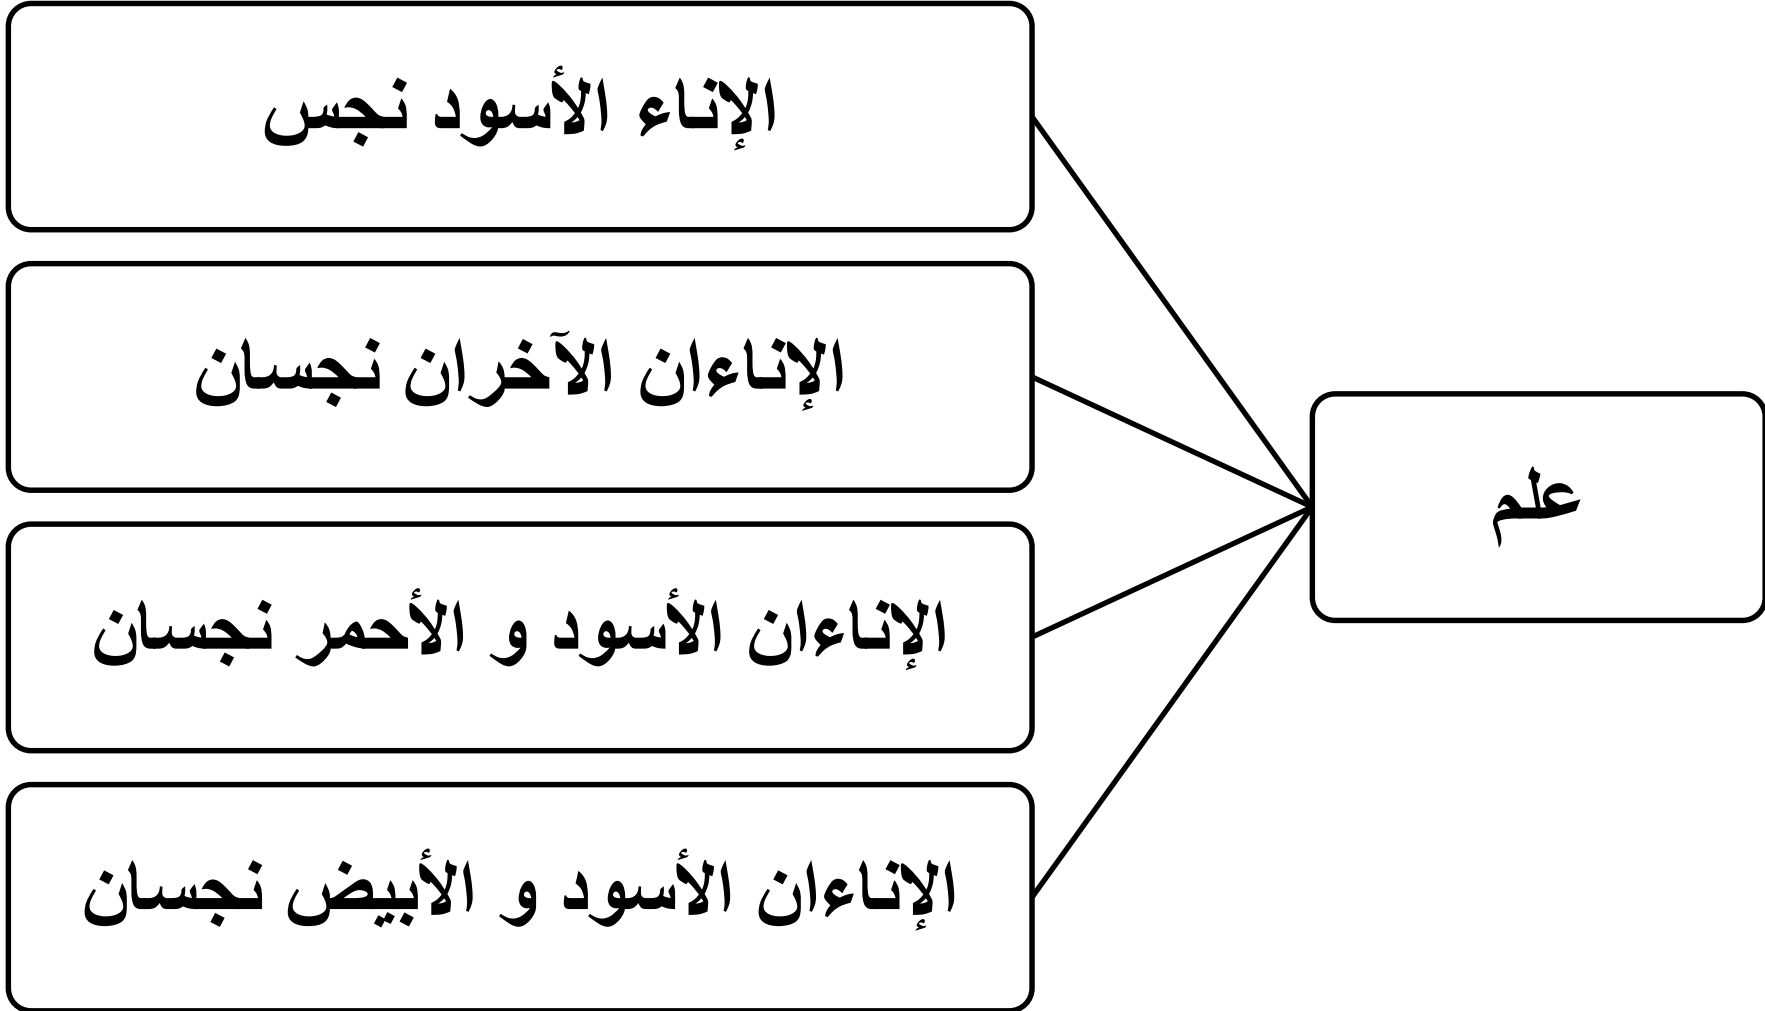 علم
الإناء الأسود نجس
الإناءان الآخران نجسان
الإناءان الأسود و الأحمر نجسان
الإناءان الأسود و الأبيض نجسان